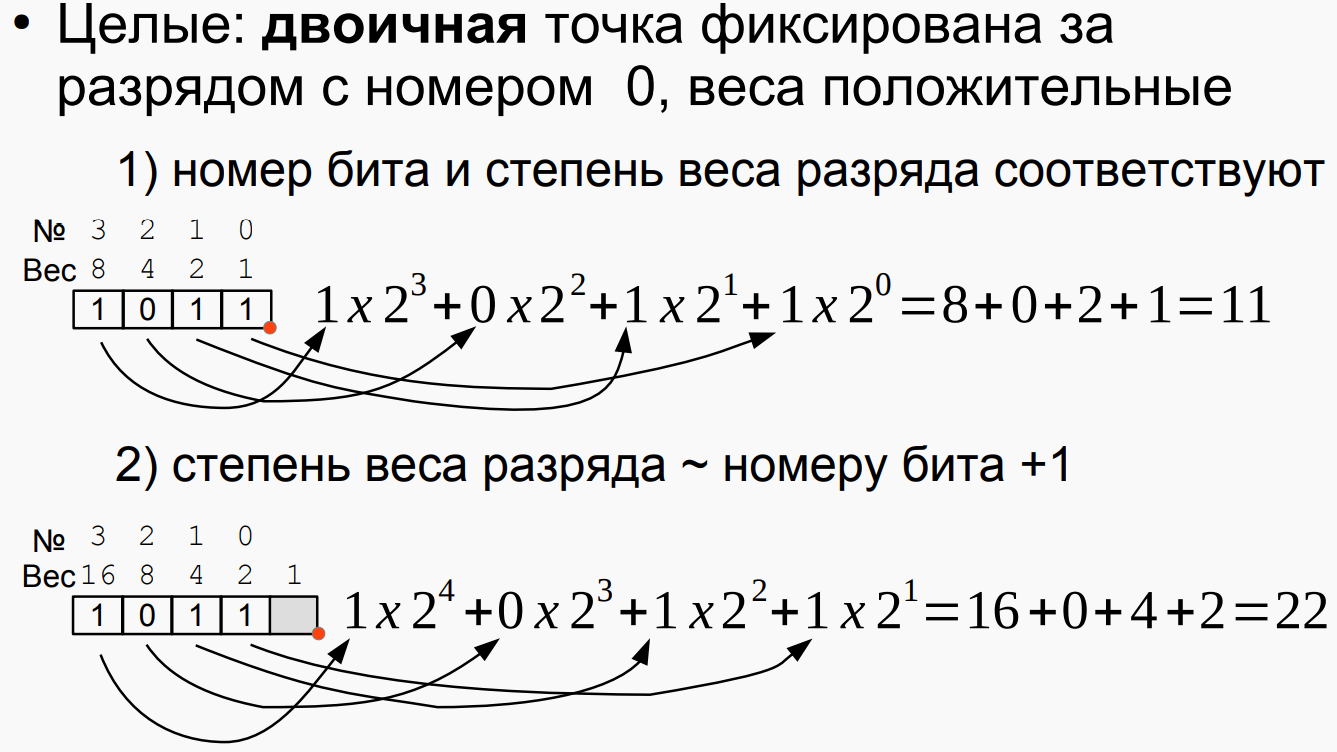 • Целые: двоичная точка фиксирована за
разрядом с номером 0, веса положительные
1) номер бита и степень веса разряда соответствуют
№ 3 2 1 0
Вес 8 4 2 1
1 0 1 1 1 x 2³ + 0 x 2² + 1 x 2¹ + 1 x 2⁰ = 8 + 0 + 2 + 1 = 11
2) степень веса разряда ~ номеру бита +1
№ 3 2 1 0
Вес 16 8 4 2 1
1 0 1 1 1 x 2⁴ + 0 x 2³ + 1 x 2² + 1 x 2¹ = 16 + 0 + 4 + 2 = 22